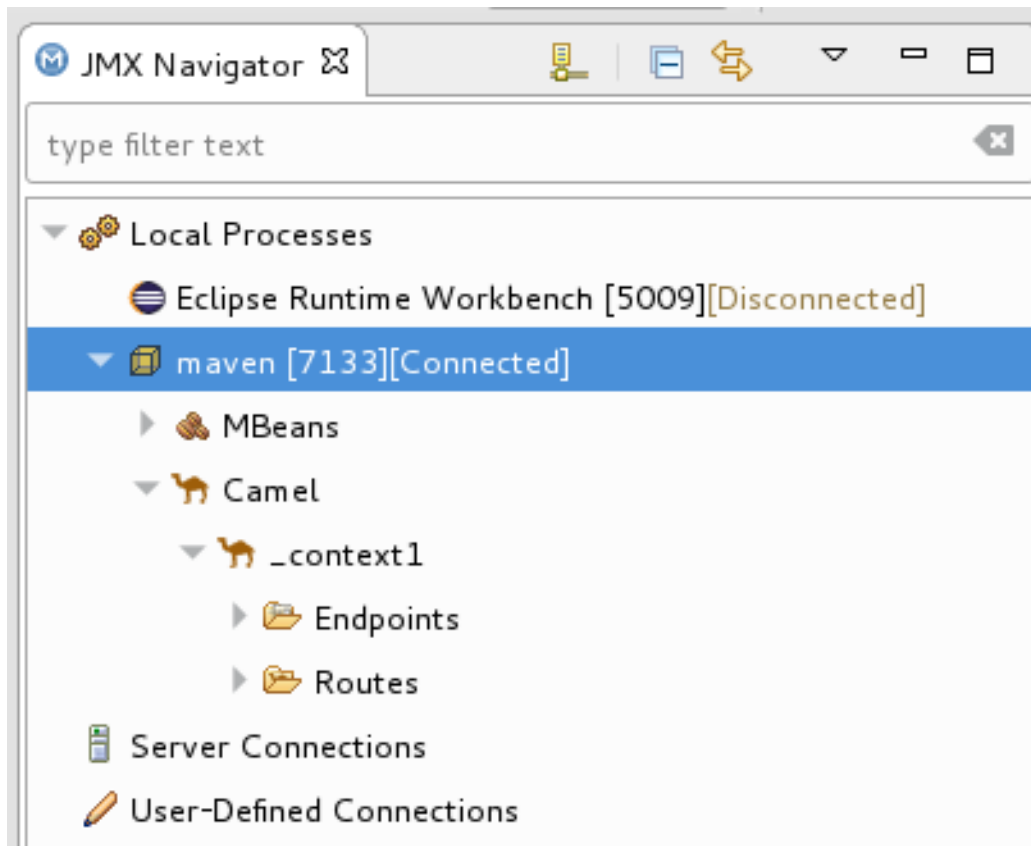 JMX Navigator
type filter text
Local Processes
Eclipse Runtime Workbench [5009][Disconnected]
maven [7133][Connected]
MBeans
Camel
_context1
Endpoints
Routes
Server Connections
User-Defined Connections